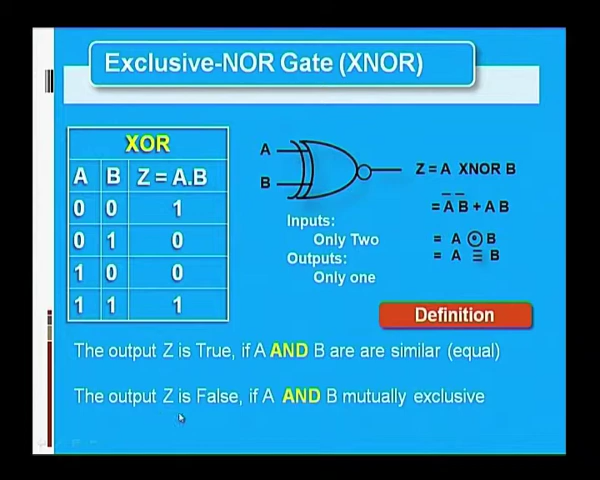 Exclusive-NOR Gate (XNOR)
XOR
A B Z = A.B
0 0 1
0 1 0
1 0 0
1 1 1
A
B
Z = A XNOR B
= A̅ B̅ + A B
= A ⊙ B
= A ≡ B
Inputs:
Only Two
Outputs:
Only one
Definition
The output Z is True, if A AND B are are similar (equal)
The output Z is False, if A AND B mutually exclusive